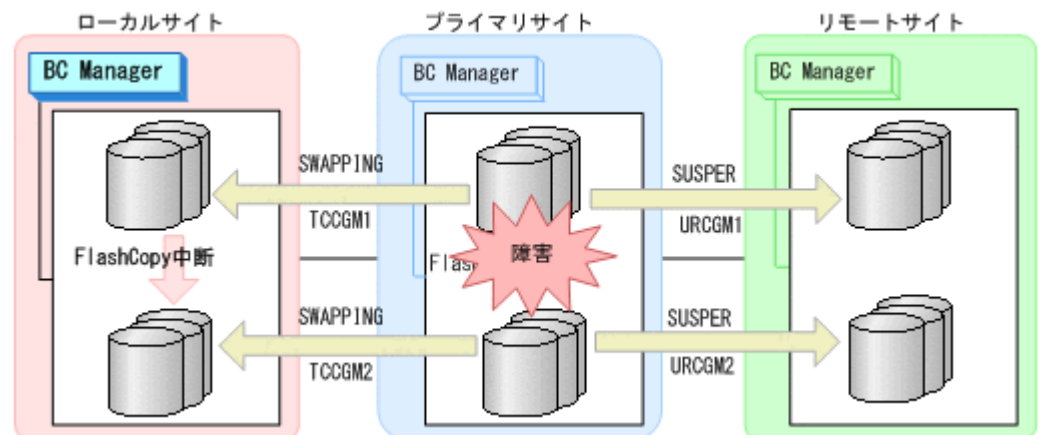 ローカルサイト
プライマリサイト
リモートサイト
BC Manager
BC Manager
BC Manager
SWAPPING
SUSPER
TCCGM1
URCGM1
FlashCopy中断
Flas
障害
SWAPPING
SUSPER
TCCGM2
URCGM2